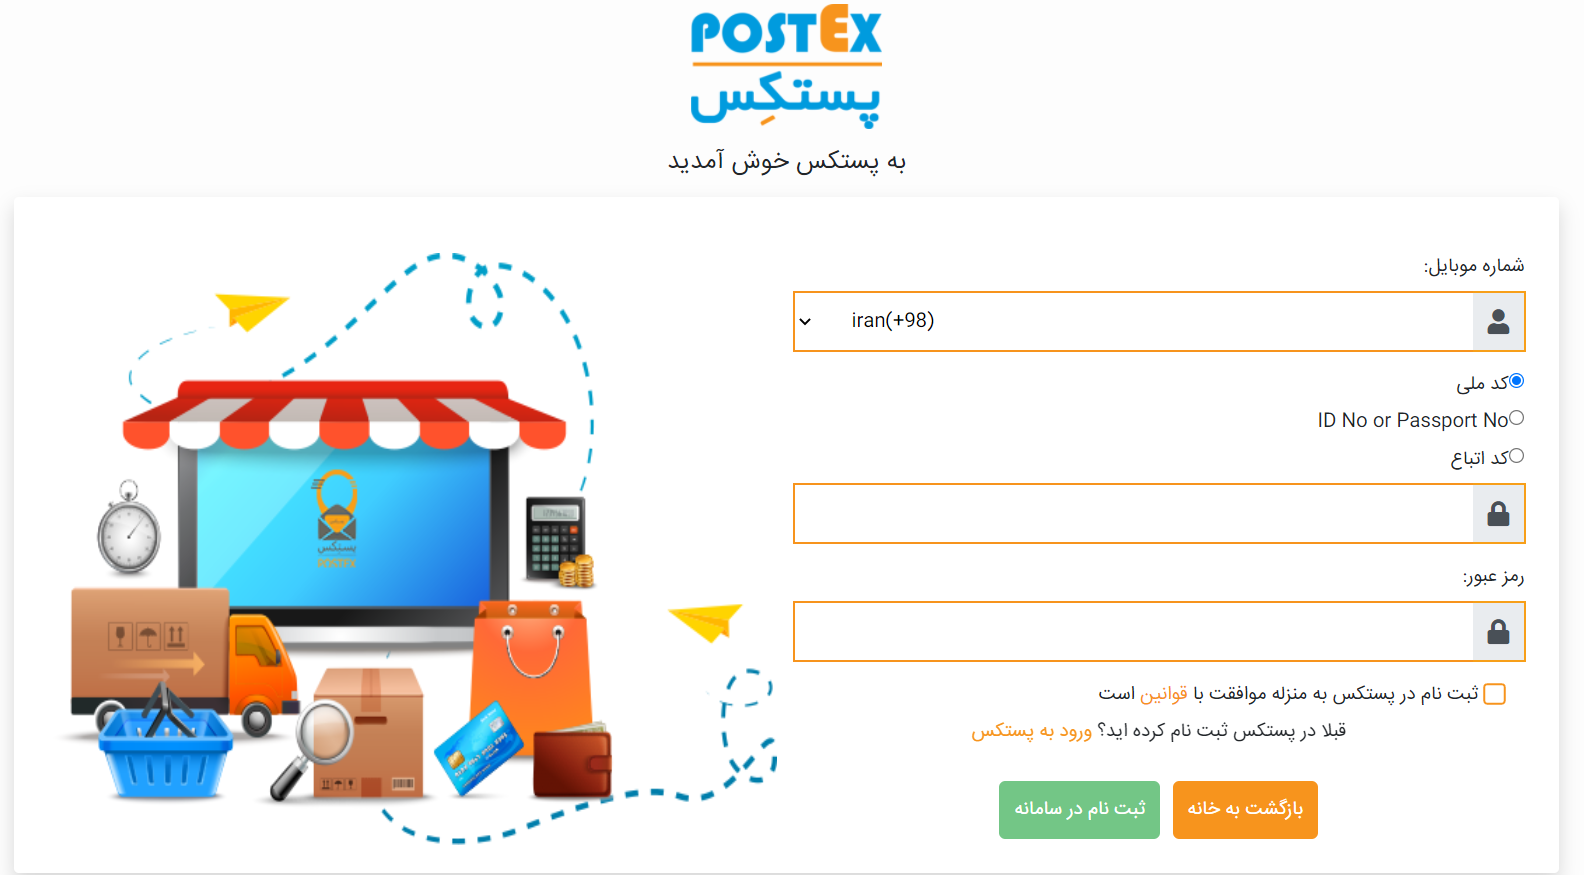 POSTEX
پستکِس
به پستکس خوش آمدید
شماره موبایل:
iran(+98)
کد ملی
ID No or Passport No
کد اتباع
رمز عبور:
ثبت نام در پستکس به منزله موافقت با قوانین است
قبلا در پستکس ثبت نام کرده اید؟ ورود به پستکس
بازگشت به خانه
ثبت نام در سامانه
پستکس
POSTEX